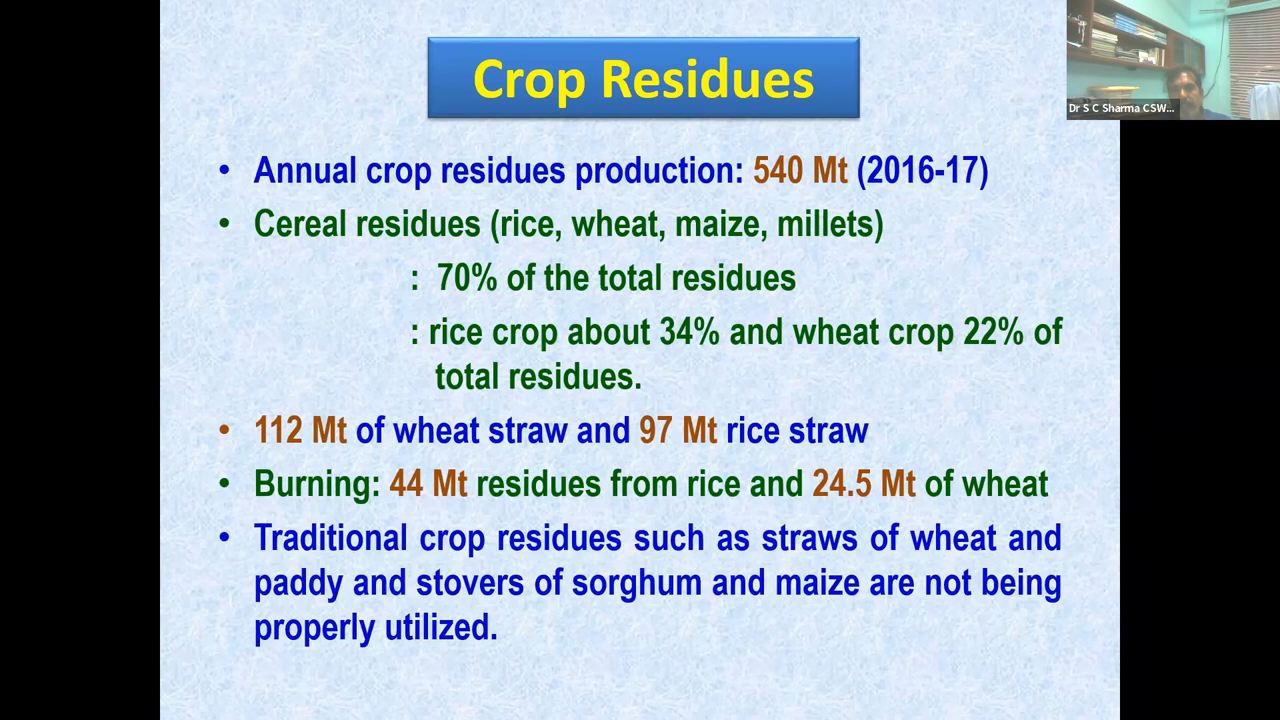 Crop Residues
Dr S C Sharma CSW...
• Annual crop residues production: 540 Mt (2016-17)
• Cereal residues (rice, wheat, maize, millets)
: 70% of the total residues
: rice crop about 34% and wheat crop 22% of
total residues.
• 112 Mt of wheat straw and 97 Mt rice straw
• Burning: 44 Mt residues from rice and 24.5 Mt of wheat
• Traditional crop residues such as straws of wheat and
paddy and stovers of sorghum and maize are not being
properly utilized.